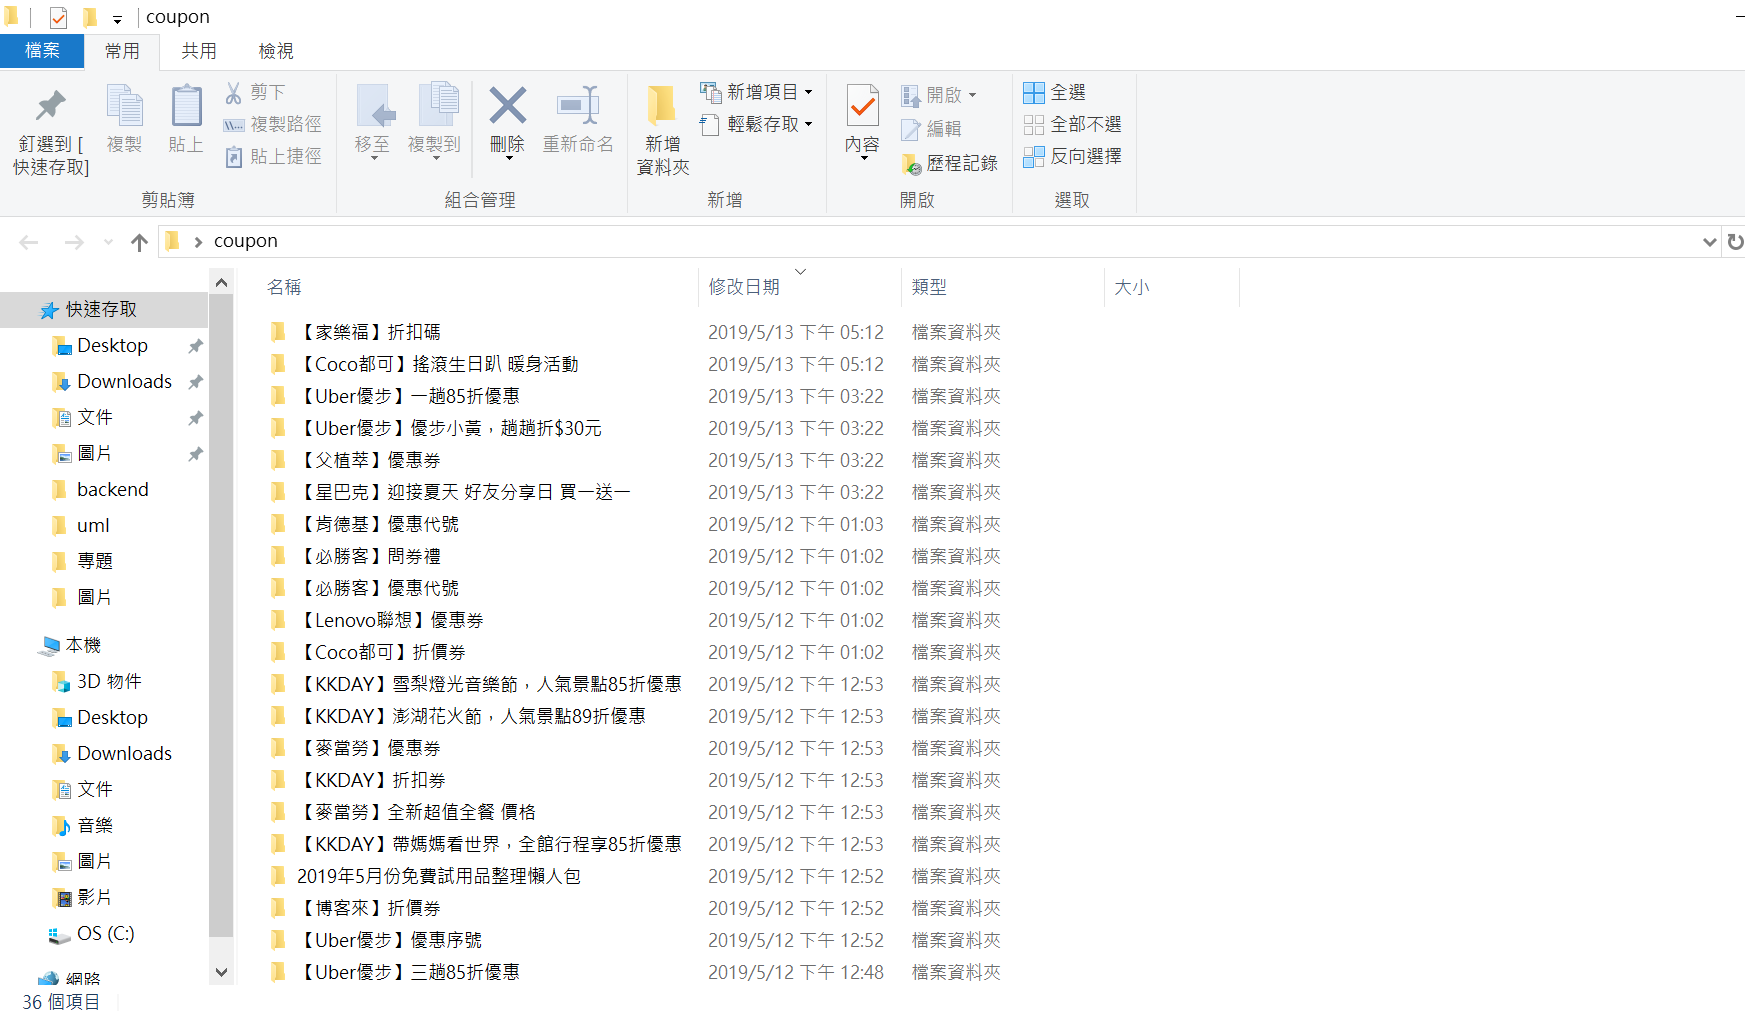 coupon
檔案 常用 共用 檢視
釘選到 [
快速存取]
複製
貼上
剪下
複製路徑
貼上捷徑
剪貼簿
移至
複製到
刪除
重新命名
組合管理
新增
資料夾
新增項目
輕鬆存取
新增
內容
開啟
編輯
歷程記錄
開啟
全選
全部不選
反向選擇
選取
coupon
快速存取
Desktop
Downloads
文件
圖片
backend
uml
專題
圖片
本機
3D 物件
Desktop
Downloads
文件
音樂
圖片
影片
OS (C:)
網路
名稱 修改日期 類型 大小
【家樂福】折扣碼 2019/5/13 下午 05:12 檔案資料夾
【Coco都可】搖滾生日趴 暖身活動 2019/5/13 下午 05:12 檔案資料夾
【Uber優步】一趟85折優惠 2019/5/13 下午 03:22 檔案資料夾
【Uber優步】優步小黃，趟趟折$30元 2019/5/13 下午 03:22 檔案資料夾
【父植萃】優惠券 2019/5/13 下午 03:22 檔案資料夾
【星巴克】迎接夏天 好友分享日 買一送一 2019/5/13 下午 03:22 檔案資料夾
【肯德基】優惠代號 2019/5/12 下午 01:03 檔案資料夾
【必勝客】問券禮 2019/5/12 下午 01:02 檔案資料夾
【必勝客】優惠代號 2019/5/12 下午 01:02 檔案資料夾
【Lenovo聯想】優惠券 2019/5/12 下午 01:02 檔案資料夾
【Coco都可】折價券 2019/5/12 下午 01:02 檔案資料夾
【KKDAY】雪梨燈光音樂節，人氣景點85折優惠 2019/5/12 下午 12:53 檔案資料夾
【KKDAY】澎湖花火節，人氣景點89折優惠 2019/5/12 下午 12:53 檔案資料夾
【麥當勞】優惠券 2019/5/12 下午 12:53 檔案資料夾
【KKDAY】折扣券 2019/5/12 下午 12:53 檔案資料夾
【麥當勞】全新超值全餐 價格 2019/5/12 下午 12:53 檔案資料夾
【KKDAY】帶媽媽看世界，全館行程享85折優惠 2019/5/12 下午 12:53 檔案資料夾
2019年5月份免費試用品整理懶人包 2019/5/12 下午 12:52 檔案資料夾
【博客來】折價券 2019/5/12 下午 12:52 檔案資料夾
【Uber優步】優惠序號 2019/5/12 下午 12:52 檔案資料夾
【Uber優步】三趟85折優惠 2019/5/12 下午 12:48 檔案資料夾
36 個項目